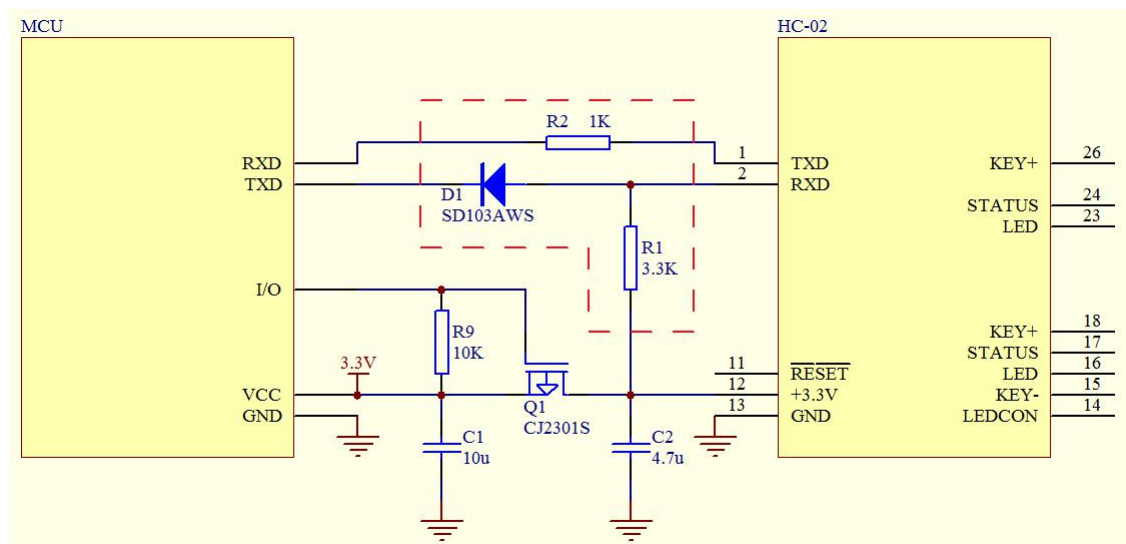 MCU
HC-02
R2 1K
RXD
1
TXD
KEY+
26
TXD
2
RXD
D1
SD103AWS
STATUS
24
LED
23
R1
3.3K
I/O
R9
10K
KEY+
18
3.3V
STATUS
17
11
RESET
LED
16
VCC
12
+3.3V
KEY-
15
GND
13
GND
LEDCON
14
Q1
CJ2301S
C1
10u
C2
4.7u